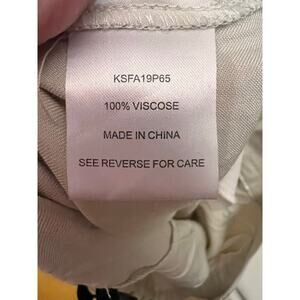 KSFA19P65
100% VISCOSE
MADE IN CHINA
SEE REVERSE FOR CARE